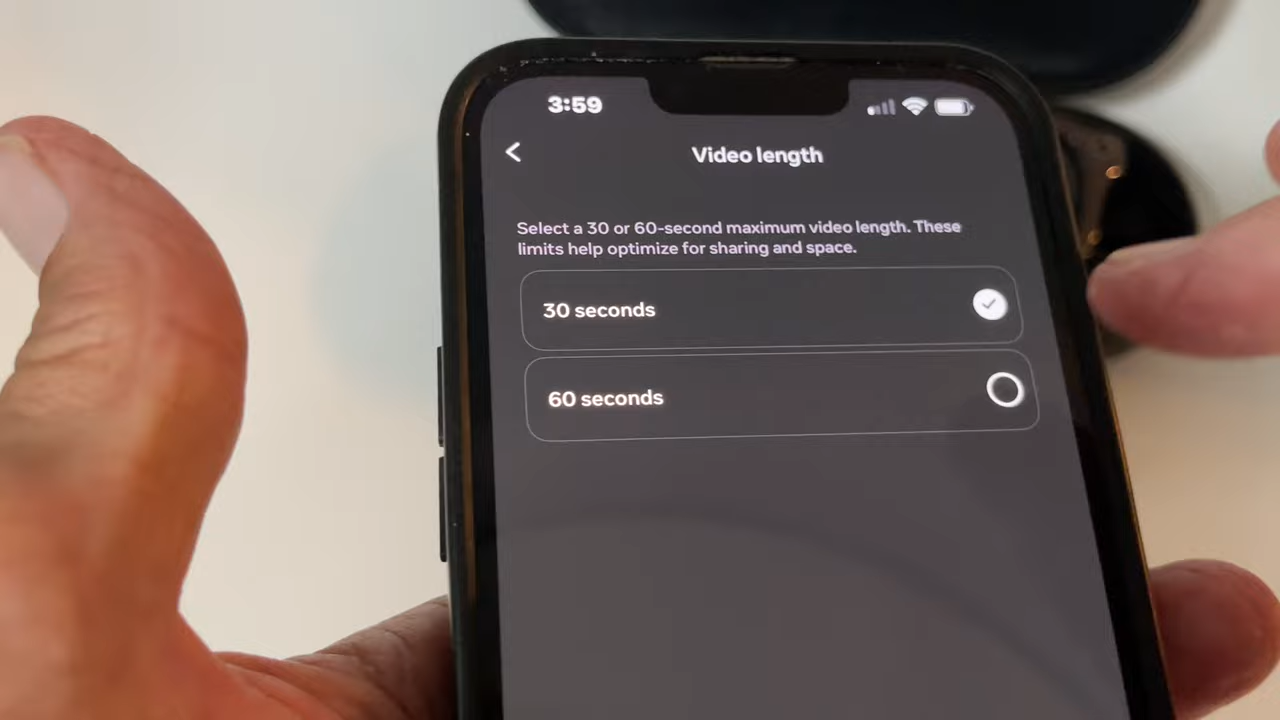 3:59
Video length
Select a 30 or 60-second maximum video length. These
limits help optimize for sharing and space.
30 seconds
60 seconds